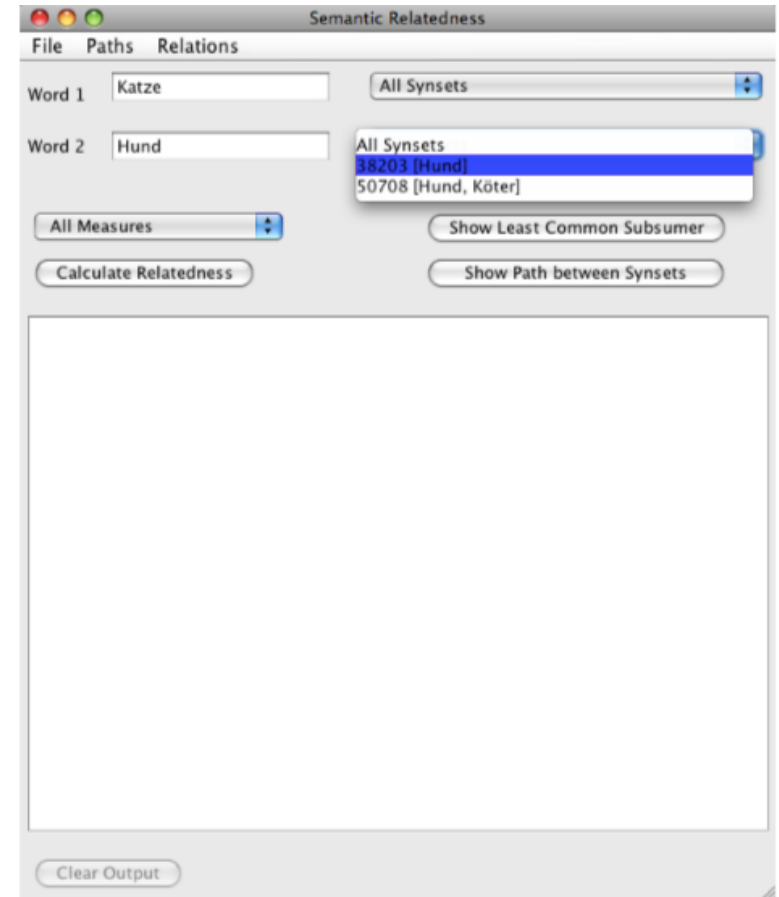 Semantic Relatedness
File Paths Relations
Word 1 Katze All Synsets
Word 2 Hund All Synsets
38203 [Hund]
50708 [Hund, Köter]
All Measures Show Least Common Subsumer
Calculate Relatedness Show Path between Synsets
Clear Output